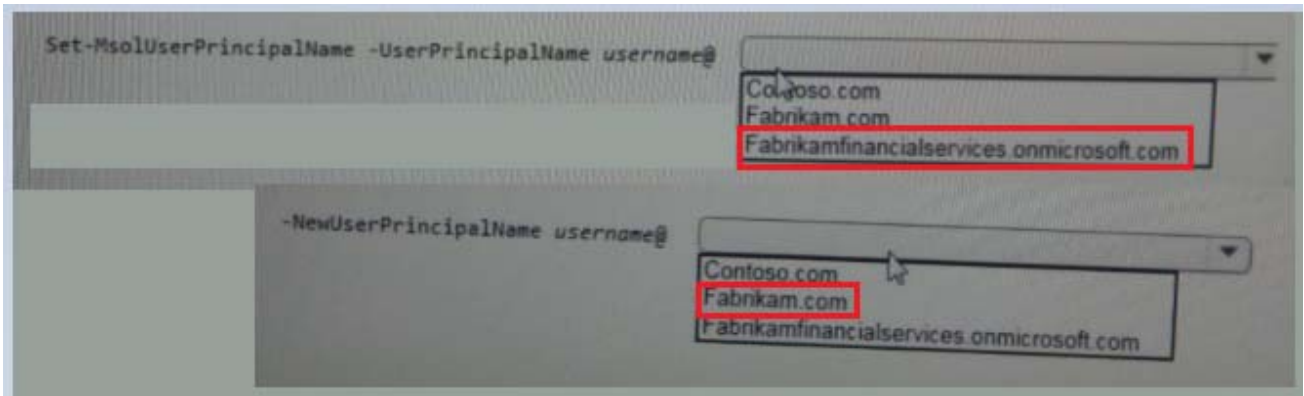 Set-MsolUserPrincipalName -UserPrincipalName username@
Contoso.com
Fabrikam.com
Fabrikamfinancialservices.onmicrosoft.com
-NewUserPrincipalName username@
Contoso.com
Fabrikam.com
Fabrikamfinancialservices.onmicrosoft.com